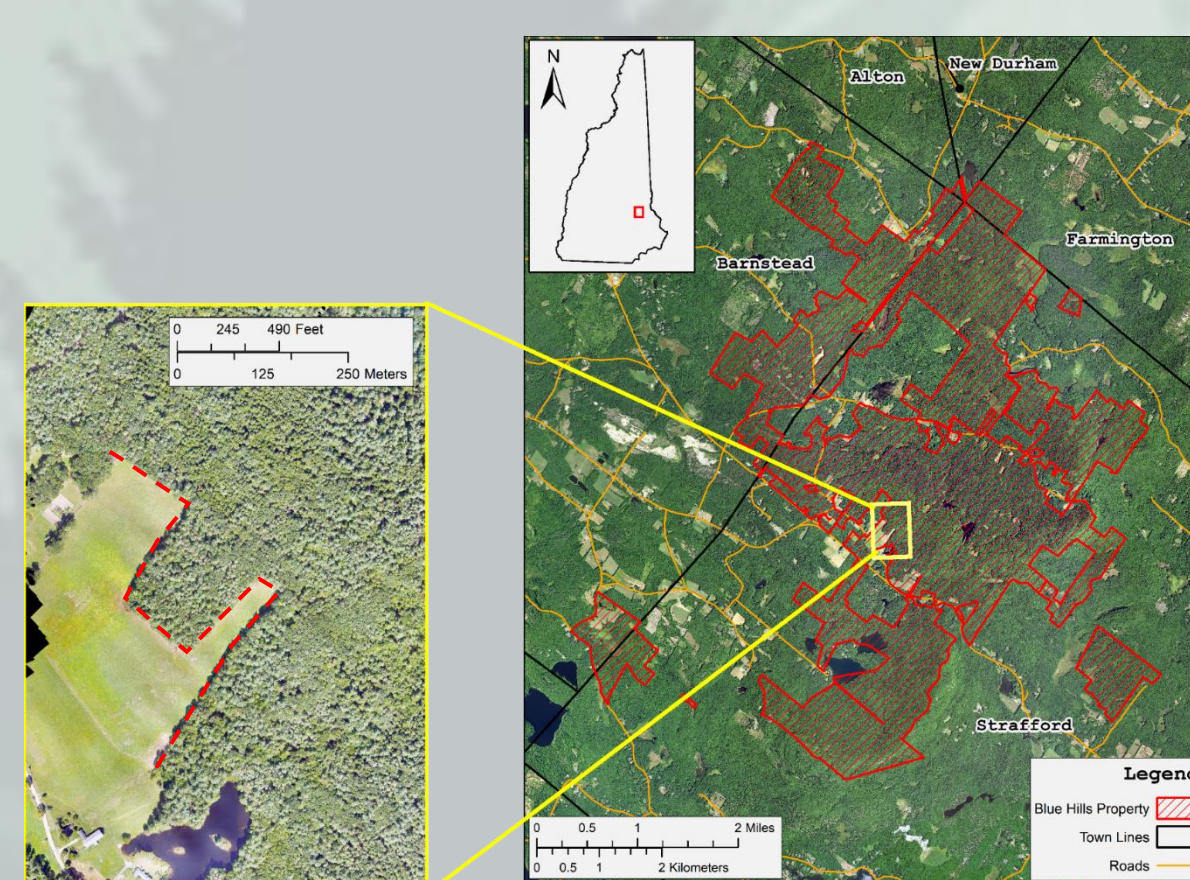 N
Alton
New Durham
Farmington
Barnstead
0 245 490 Feet
0 125 250 Meters
Strafford
Legend
Blue Hills Property
Town Lines
Roads
0 0.5 1 2 Miles
0 0.5 1 2 Kilometers